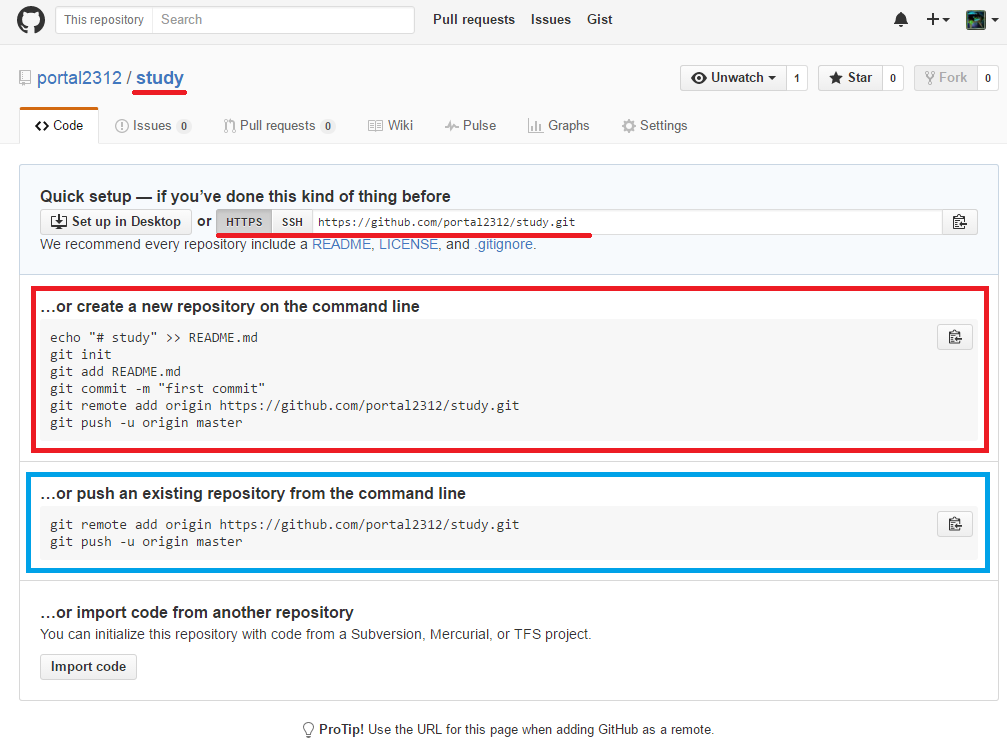 This repository Search Pull requests Issues Gist
portal2312 / study Unwatch 1 Star 0 Fork 0
Code Issues 0 Pull requests 0 Wiki Pulse Graphs Settings
Quick setup — if you’ve done this kind of thing before
Set up in Desktop or HTTPS SSH https://github.com/portal2312/study.git
We recommend every repository include a README, LICENSE, and .gitignore.
…or create a new repository on the command line
echo "# study" >> README.md
git init
git add README.md
git commit -m "first commit"
git remote add origin https://github.com/portal2312/study.git
git push -u origin master
…or push an existing repository from the command line
git remote add origin https://github.com/portal2312/study.git
git push -u origin master
…or import code from another repository
You can initialize this repository with code from a Subversion, Mercurial, or TFS project.
Import code
ProTip! Use the URL for this page when adding GitHub as a remote.